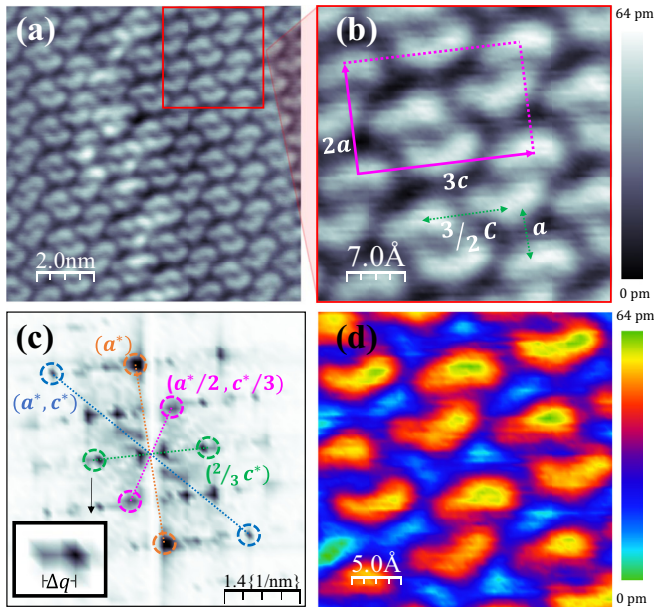 (a)
2.0nm
(b)
2a
3c
3/2 C
a
7.0Å
64 pm
0 pm
(c)
(a*)
(a*/2, c*/3)
(a*, c*)
(2/3 c*)
Δq
1.4{1/nm}
(d)
5.0Å
64 pm
0 pm